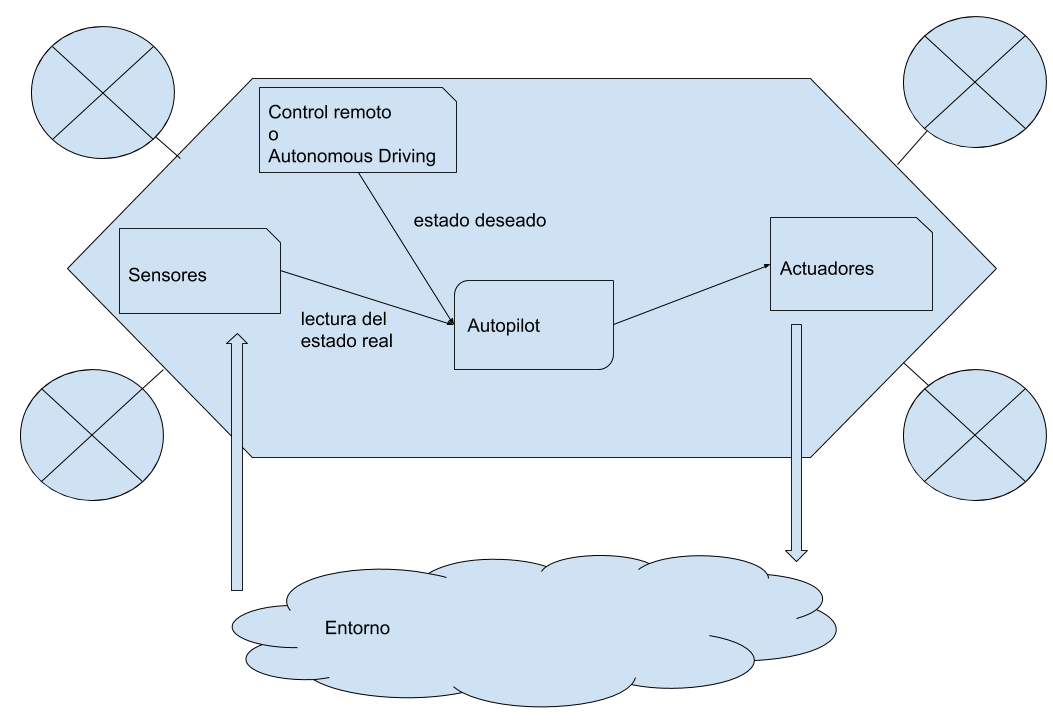 Control remoto
o
Autonomous Driving
estado deseado
Sensores
Actuadores
lectura del
estado real
Autopilot
Entorno